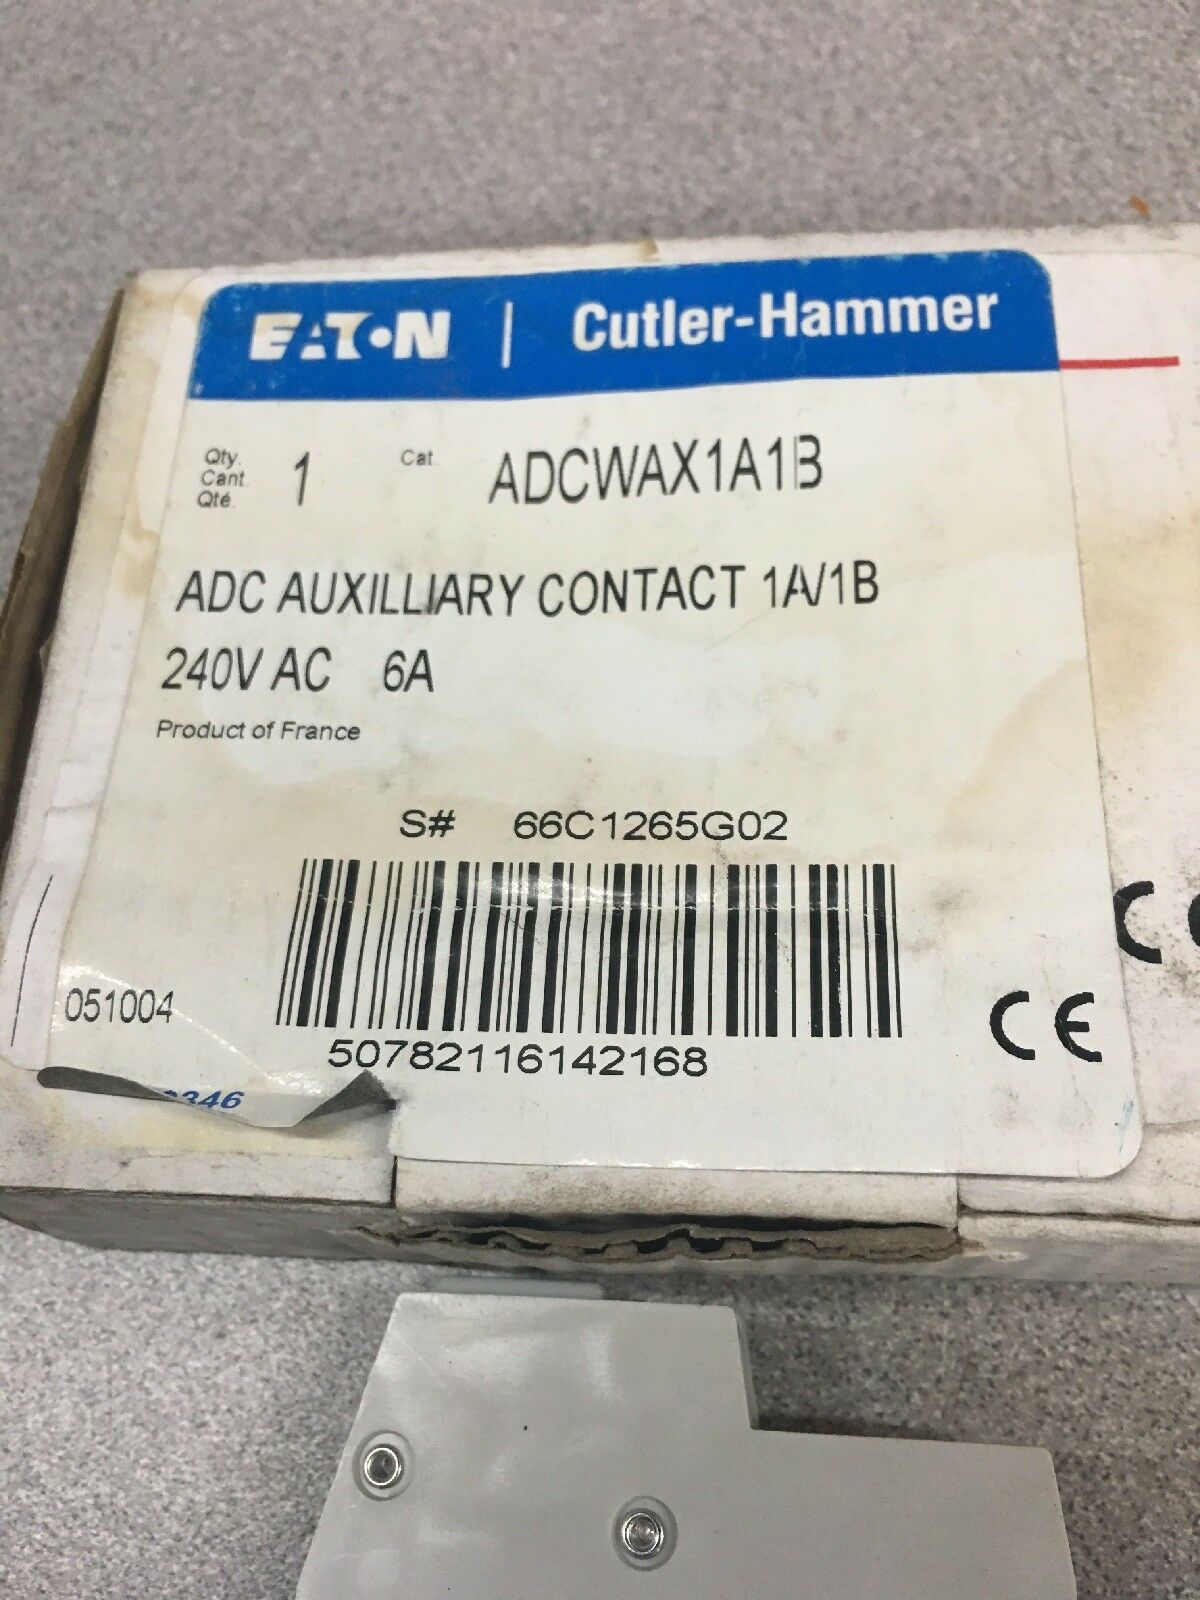 EATON | Cutler-Hammer
Qty.
Cant.
Qté.
1
Cat.
ADCWAX1A1B
ADC AUXILLIARY CONTACT 1A/1B
240V AC 6A
Product of France
S# 66C1265G02
051004
50782116142168
CE
346